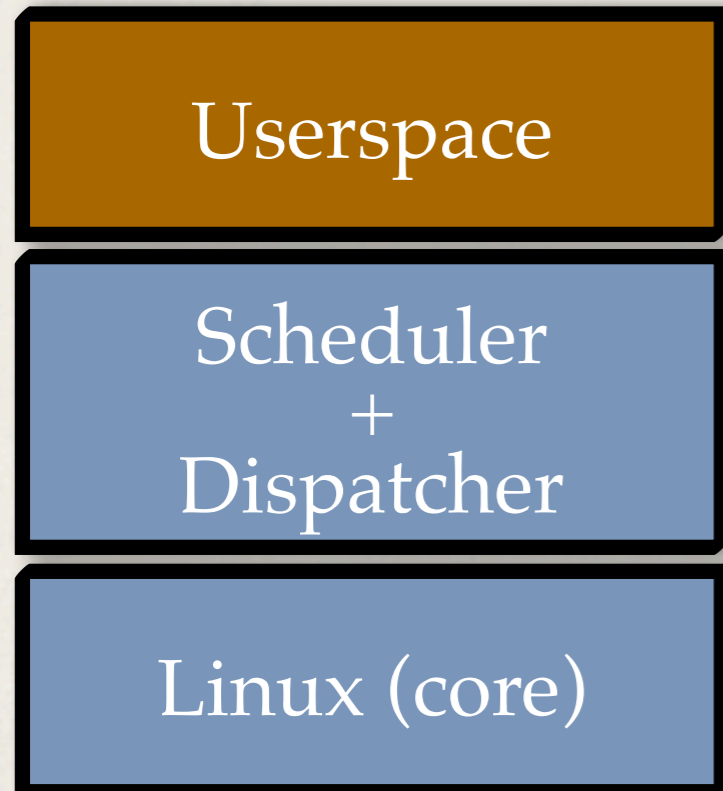 Userspace
Scheduler
+
Dispatcher
Linux (core)